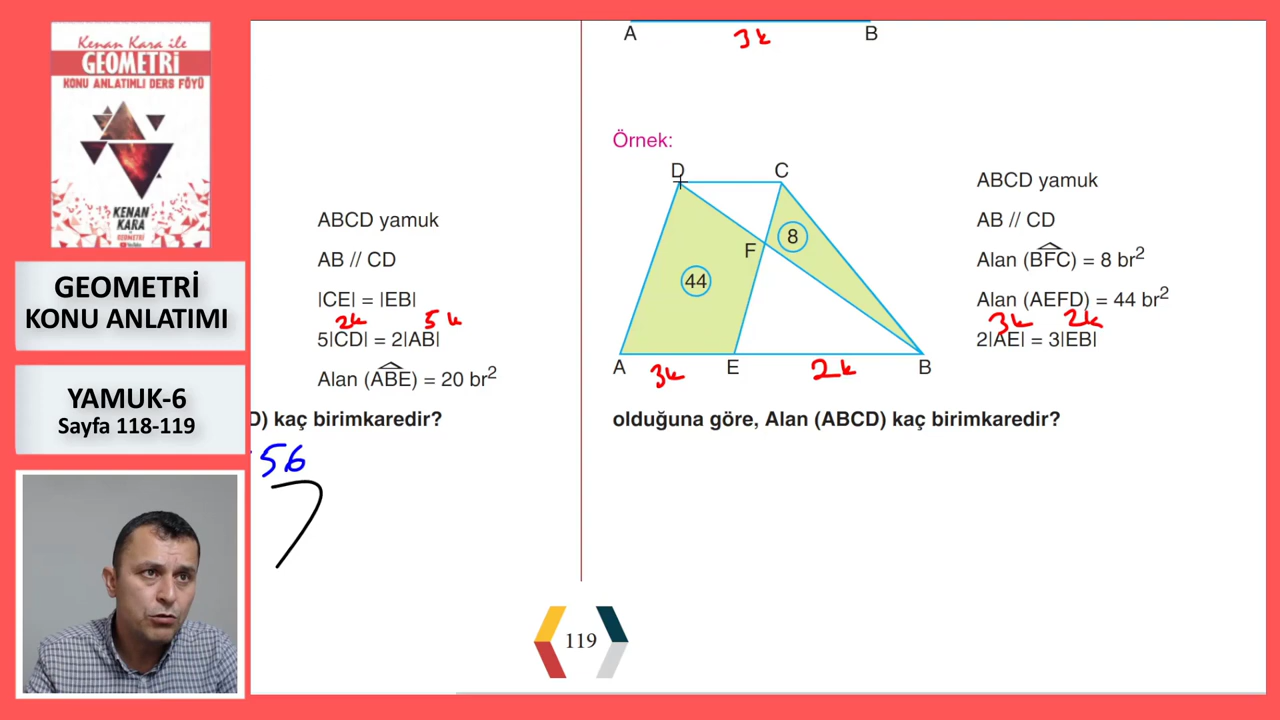 Kenan Kara ile
GEOMETRİ
KONU ANLATIMLI DERS FÖYÜ
KENAN
KARA
GEOMETRİ
KONU ANLATIMI
YAMUK-6
Sayfa 118-119
ABCD yamuk
AB // CD
|CE| = |EB|
2k 5k
5|CD| = 2|AB|
Alan (ABE) = 20 br²
D) kaç birimkaredir?
56
A B
3k
Örnek:
D C
F 8
44
A E B
3k 2k
ABCD yamuk
AB // CD
Alan (BFC) = 8 br²
Alan (AEFD) = 44 br²
3k 2k
2|AE| = 3|EB|
olduğuna göre, Alan (ABCD) kaç birimkaredir?
119